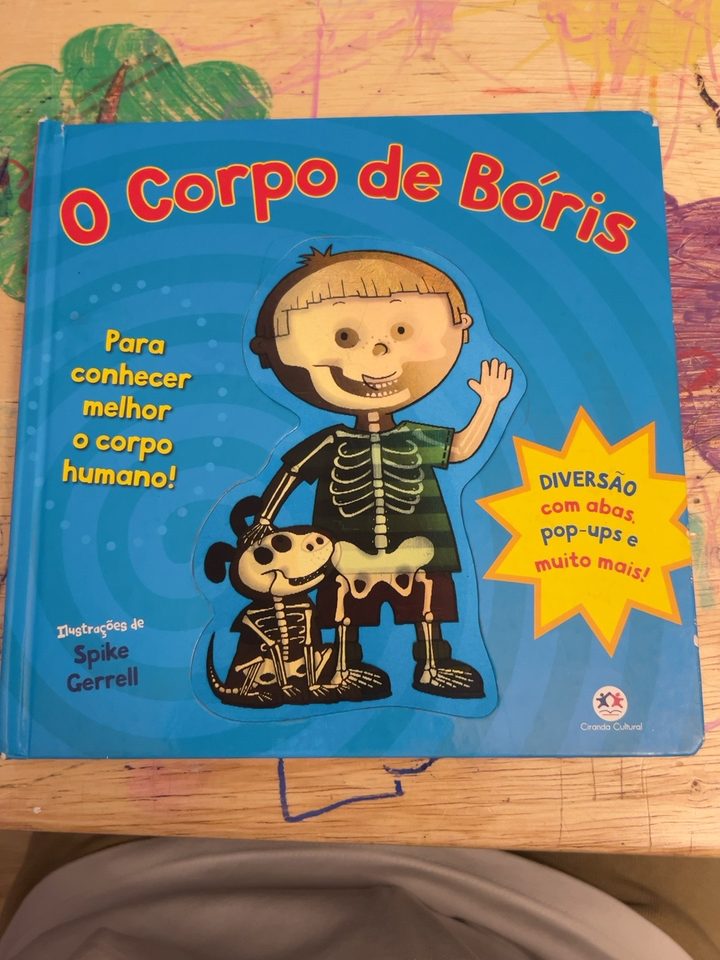 O Corpo de Bóris
Para
conhecer
melhor
o corpo
humano!
DIVERSÃO
com abas,
pop-ups e
muito mais!
Ilustrações de
Spike
Gerrell
Ciranda Cultural